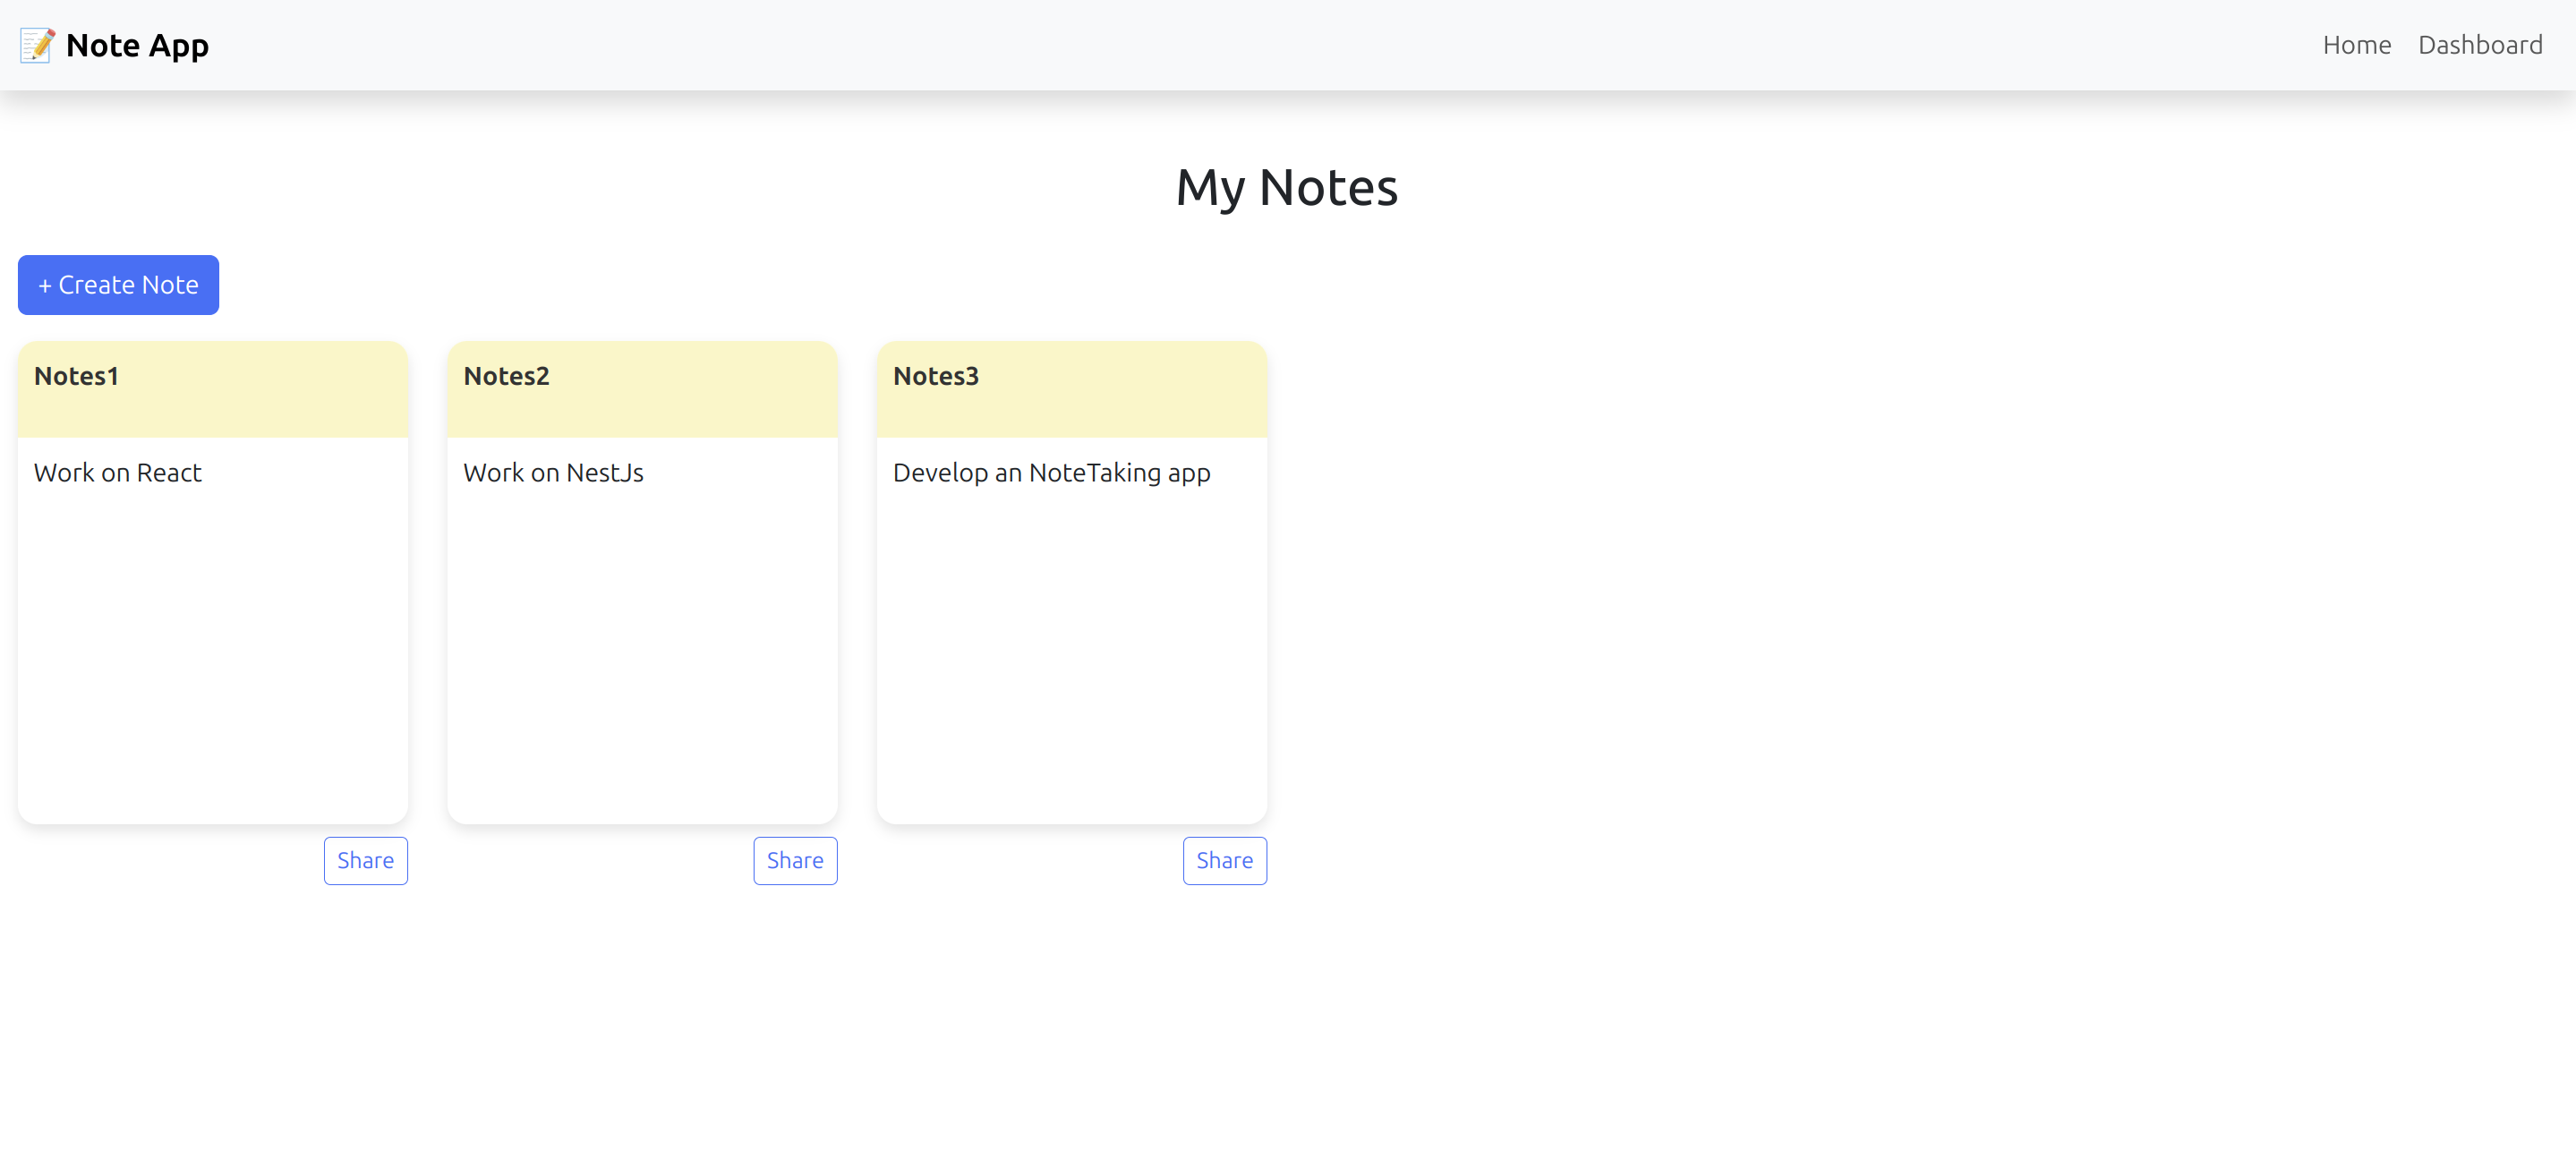 📝 Note App
Home Dashboard
My Notes
+ Create Note
Notes1
Work on React
Share
Notes2
Work on NestJs
Share
Notes3
Develop an NoteTaking app
Share